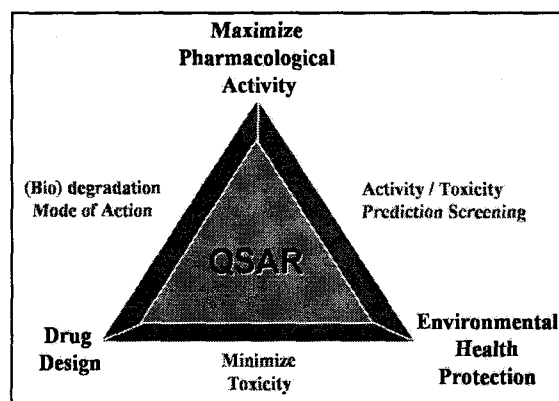 Maximize
Pharmacological
Activity
(Bio) degradation
Mode of Action
Activity / Toxicity
Prediction Screening
QSAR
Drug
Design
Minimize
Toxicity
Environmental
Health
Protection